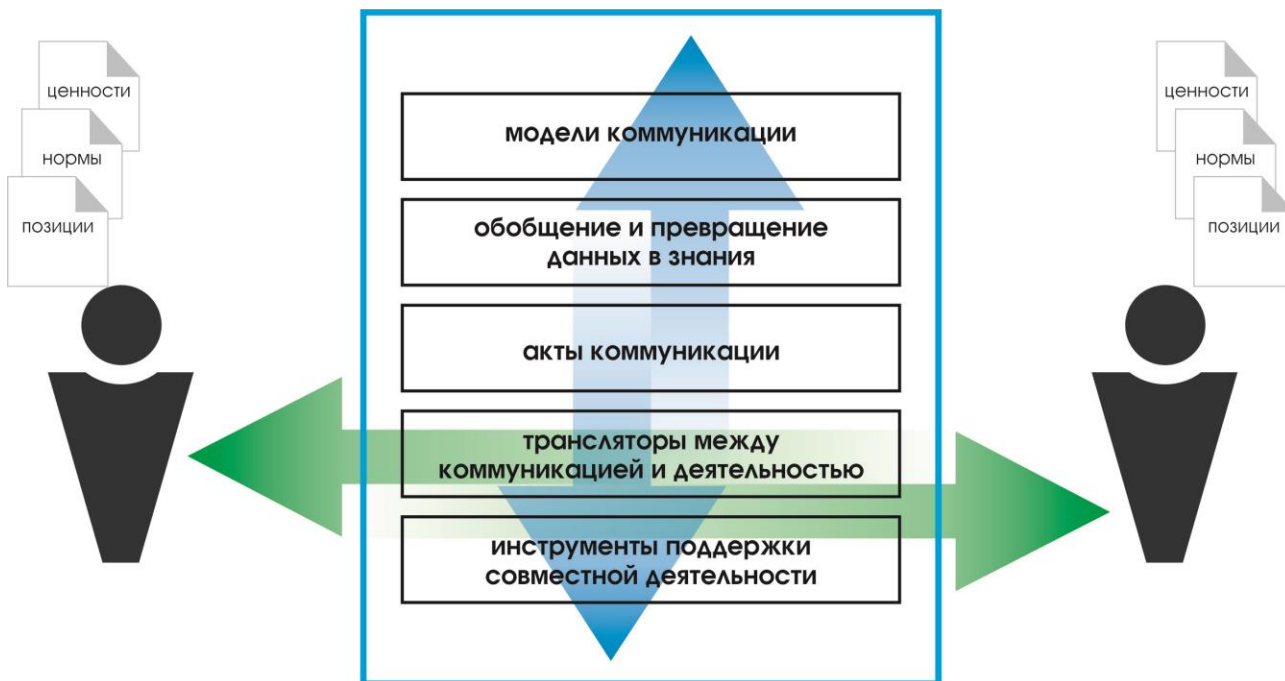 ценности
нормы
позиции
модели коммуникации
обобщение и превращение
данных в знания
акты коммуникации
трансляторы между
коммуникацией и деятельностью
инструменты поддержки
совместной деятельности
ценности
нормы
позиции